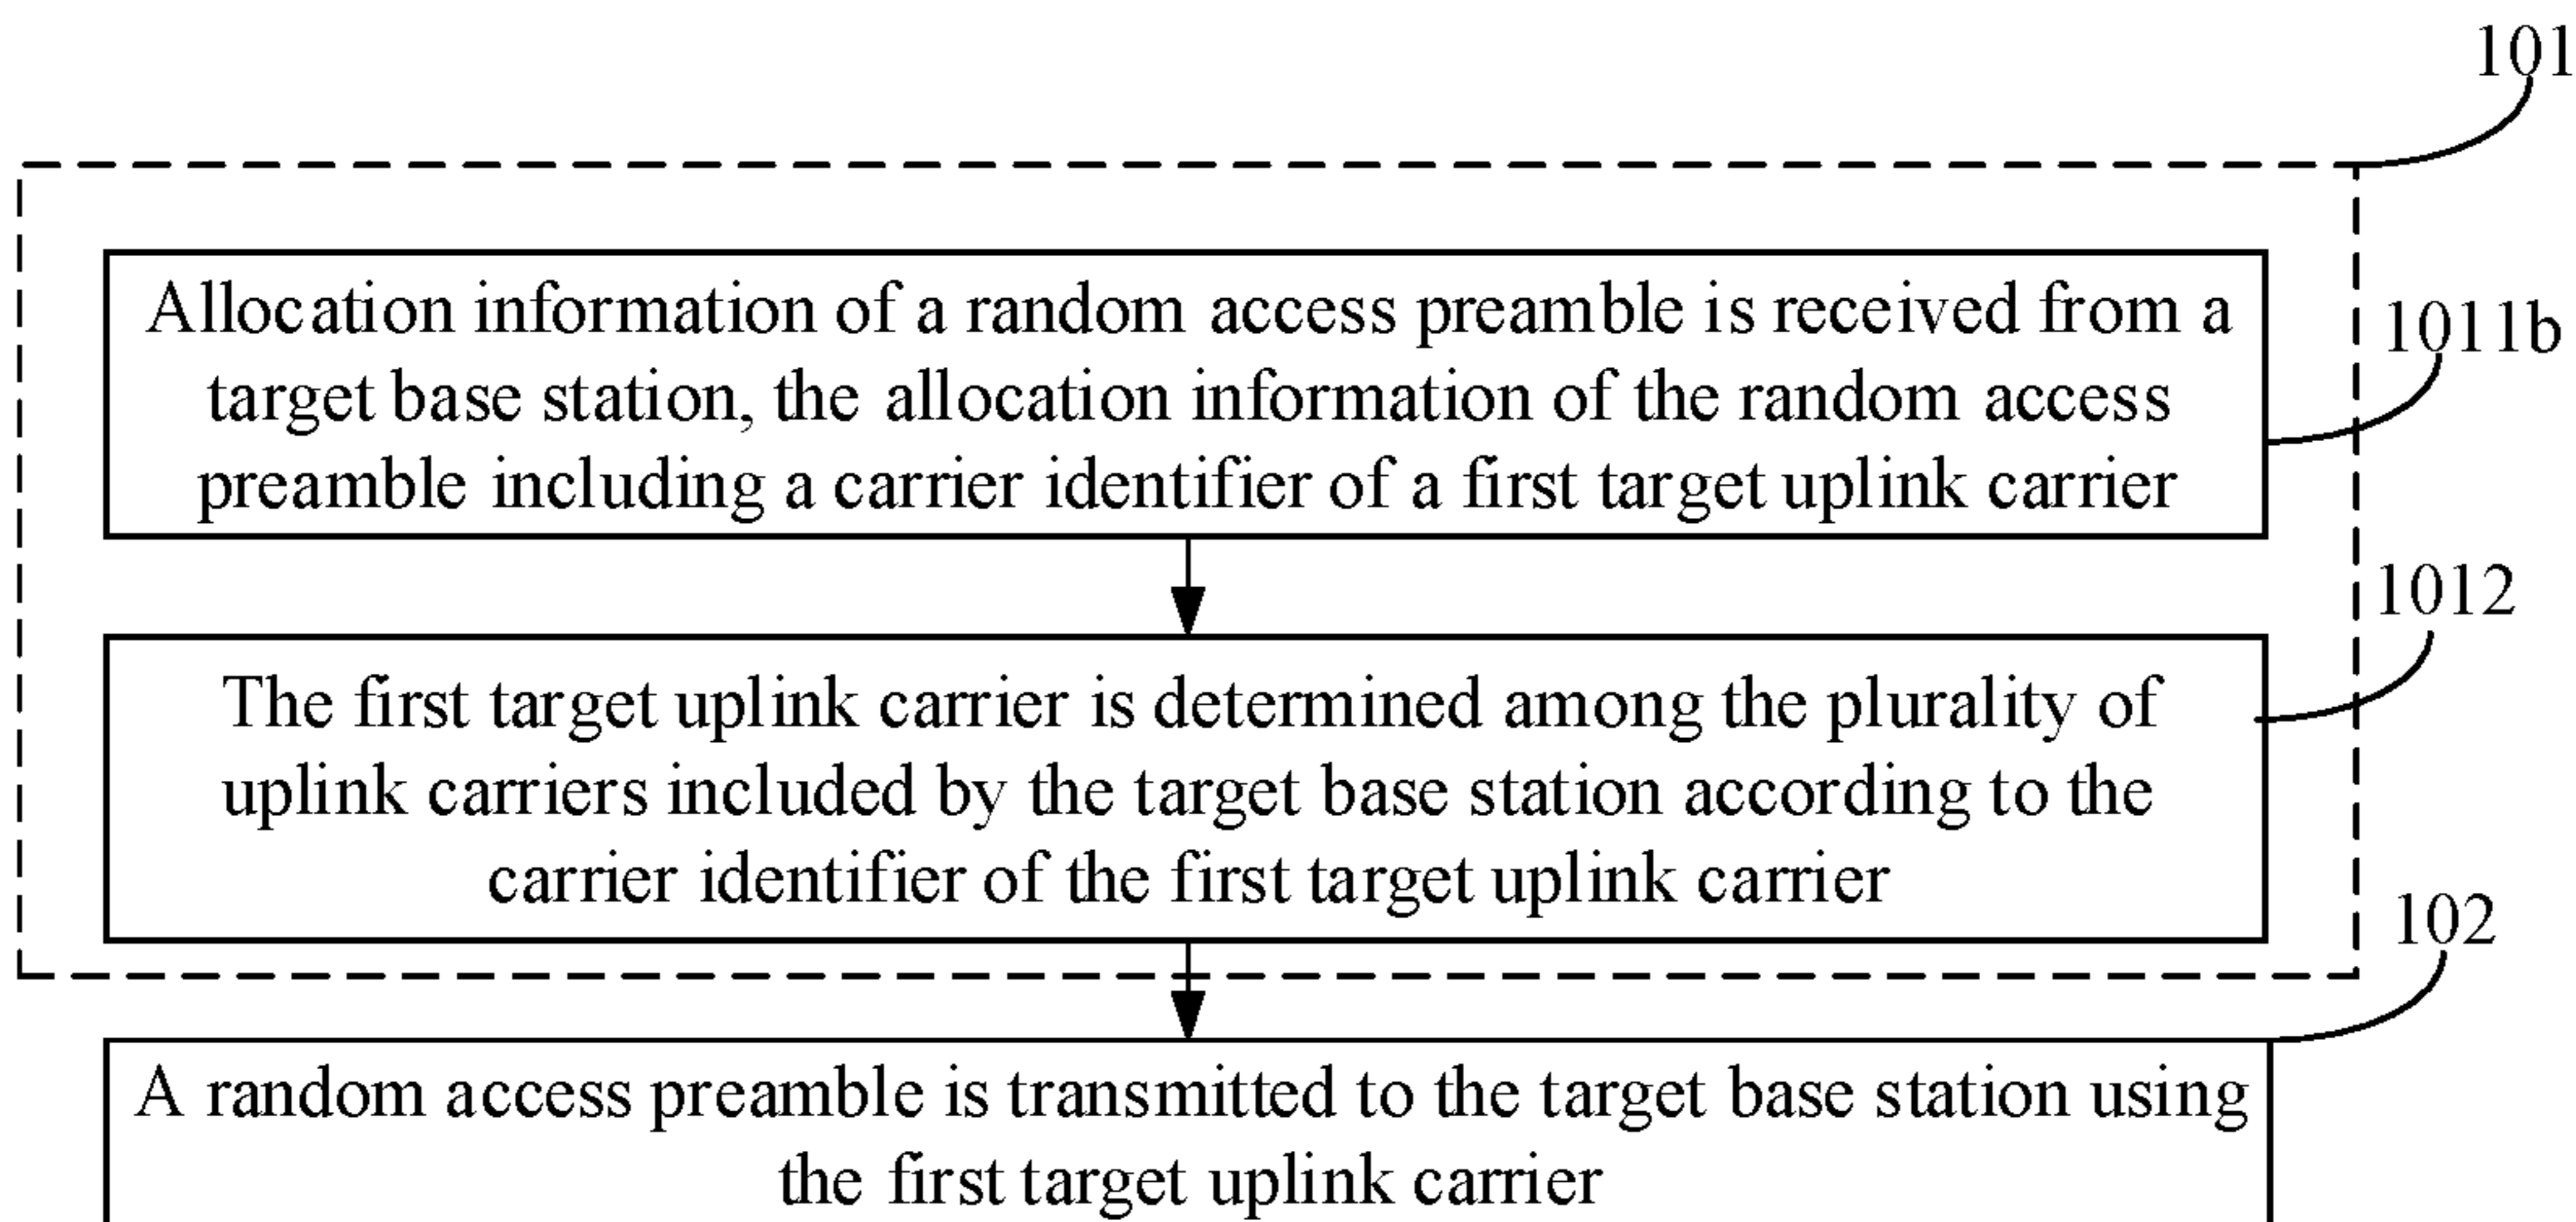 101
Allocation information of a random access preamble is received from a
target base station, the allocation information of the random access
preamble including a carrier identifier of a first target uplink carrier
1011b
The first target uplink carrier is determined among the plurality of
uplink carriers included by the target base station according to the
carrier identifier of the first target uplink carrier
1012
A random access preamble is transmitted to the target base station using
the first target uplink carrier
102